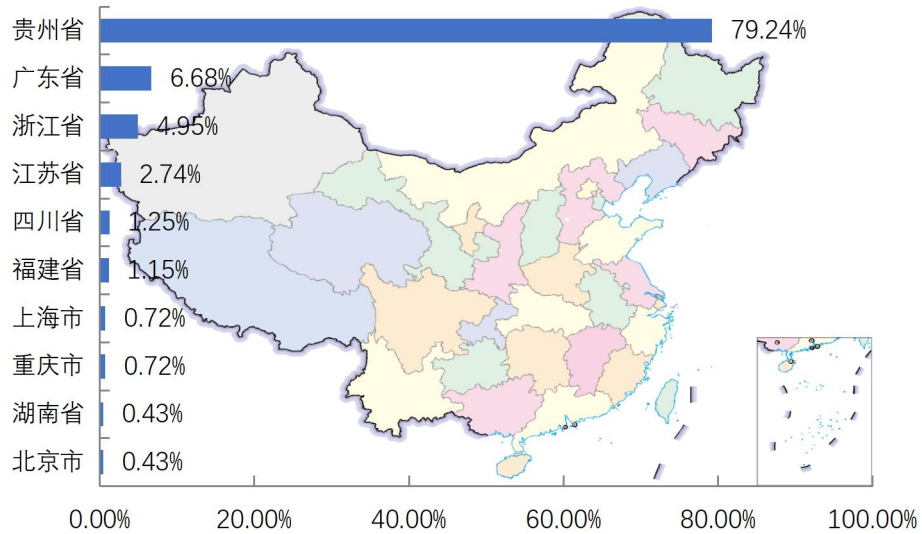 贵州省 79.24%
广东省 6.68%
浙江省 4.95%
江苏省 2.74%
四川省 1.25%
福建省 1.15%
上海市 0.72%
重庆市 0.72%
湖南省 0.43%
北京市 0.43%
0.00% 20.00% 40.00% 60.00% 80.00% 100.00%